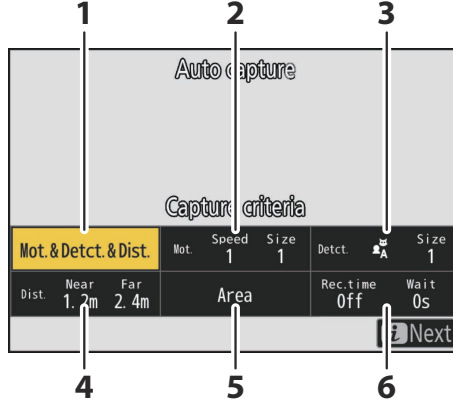 1 2 3
Auto capture
Capture criteria
Mot.&Detct.&Dist. Mot. Speed 1 Size 1 Detct. A Size 1
Dist. Near 1.2m Far 2.4m Area Rec.time Off Wait 0s
i Next
4 5 6